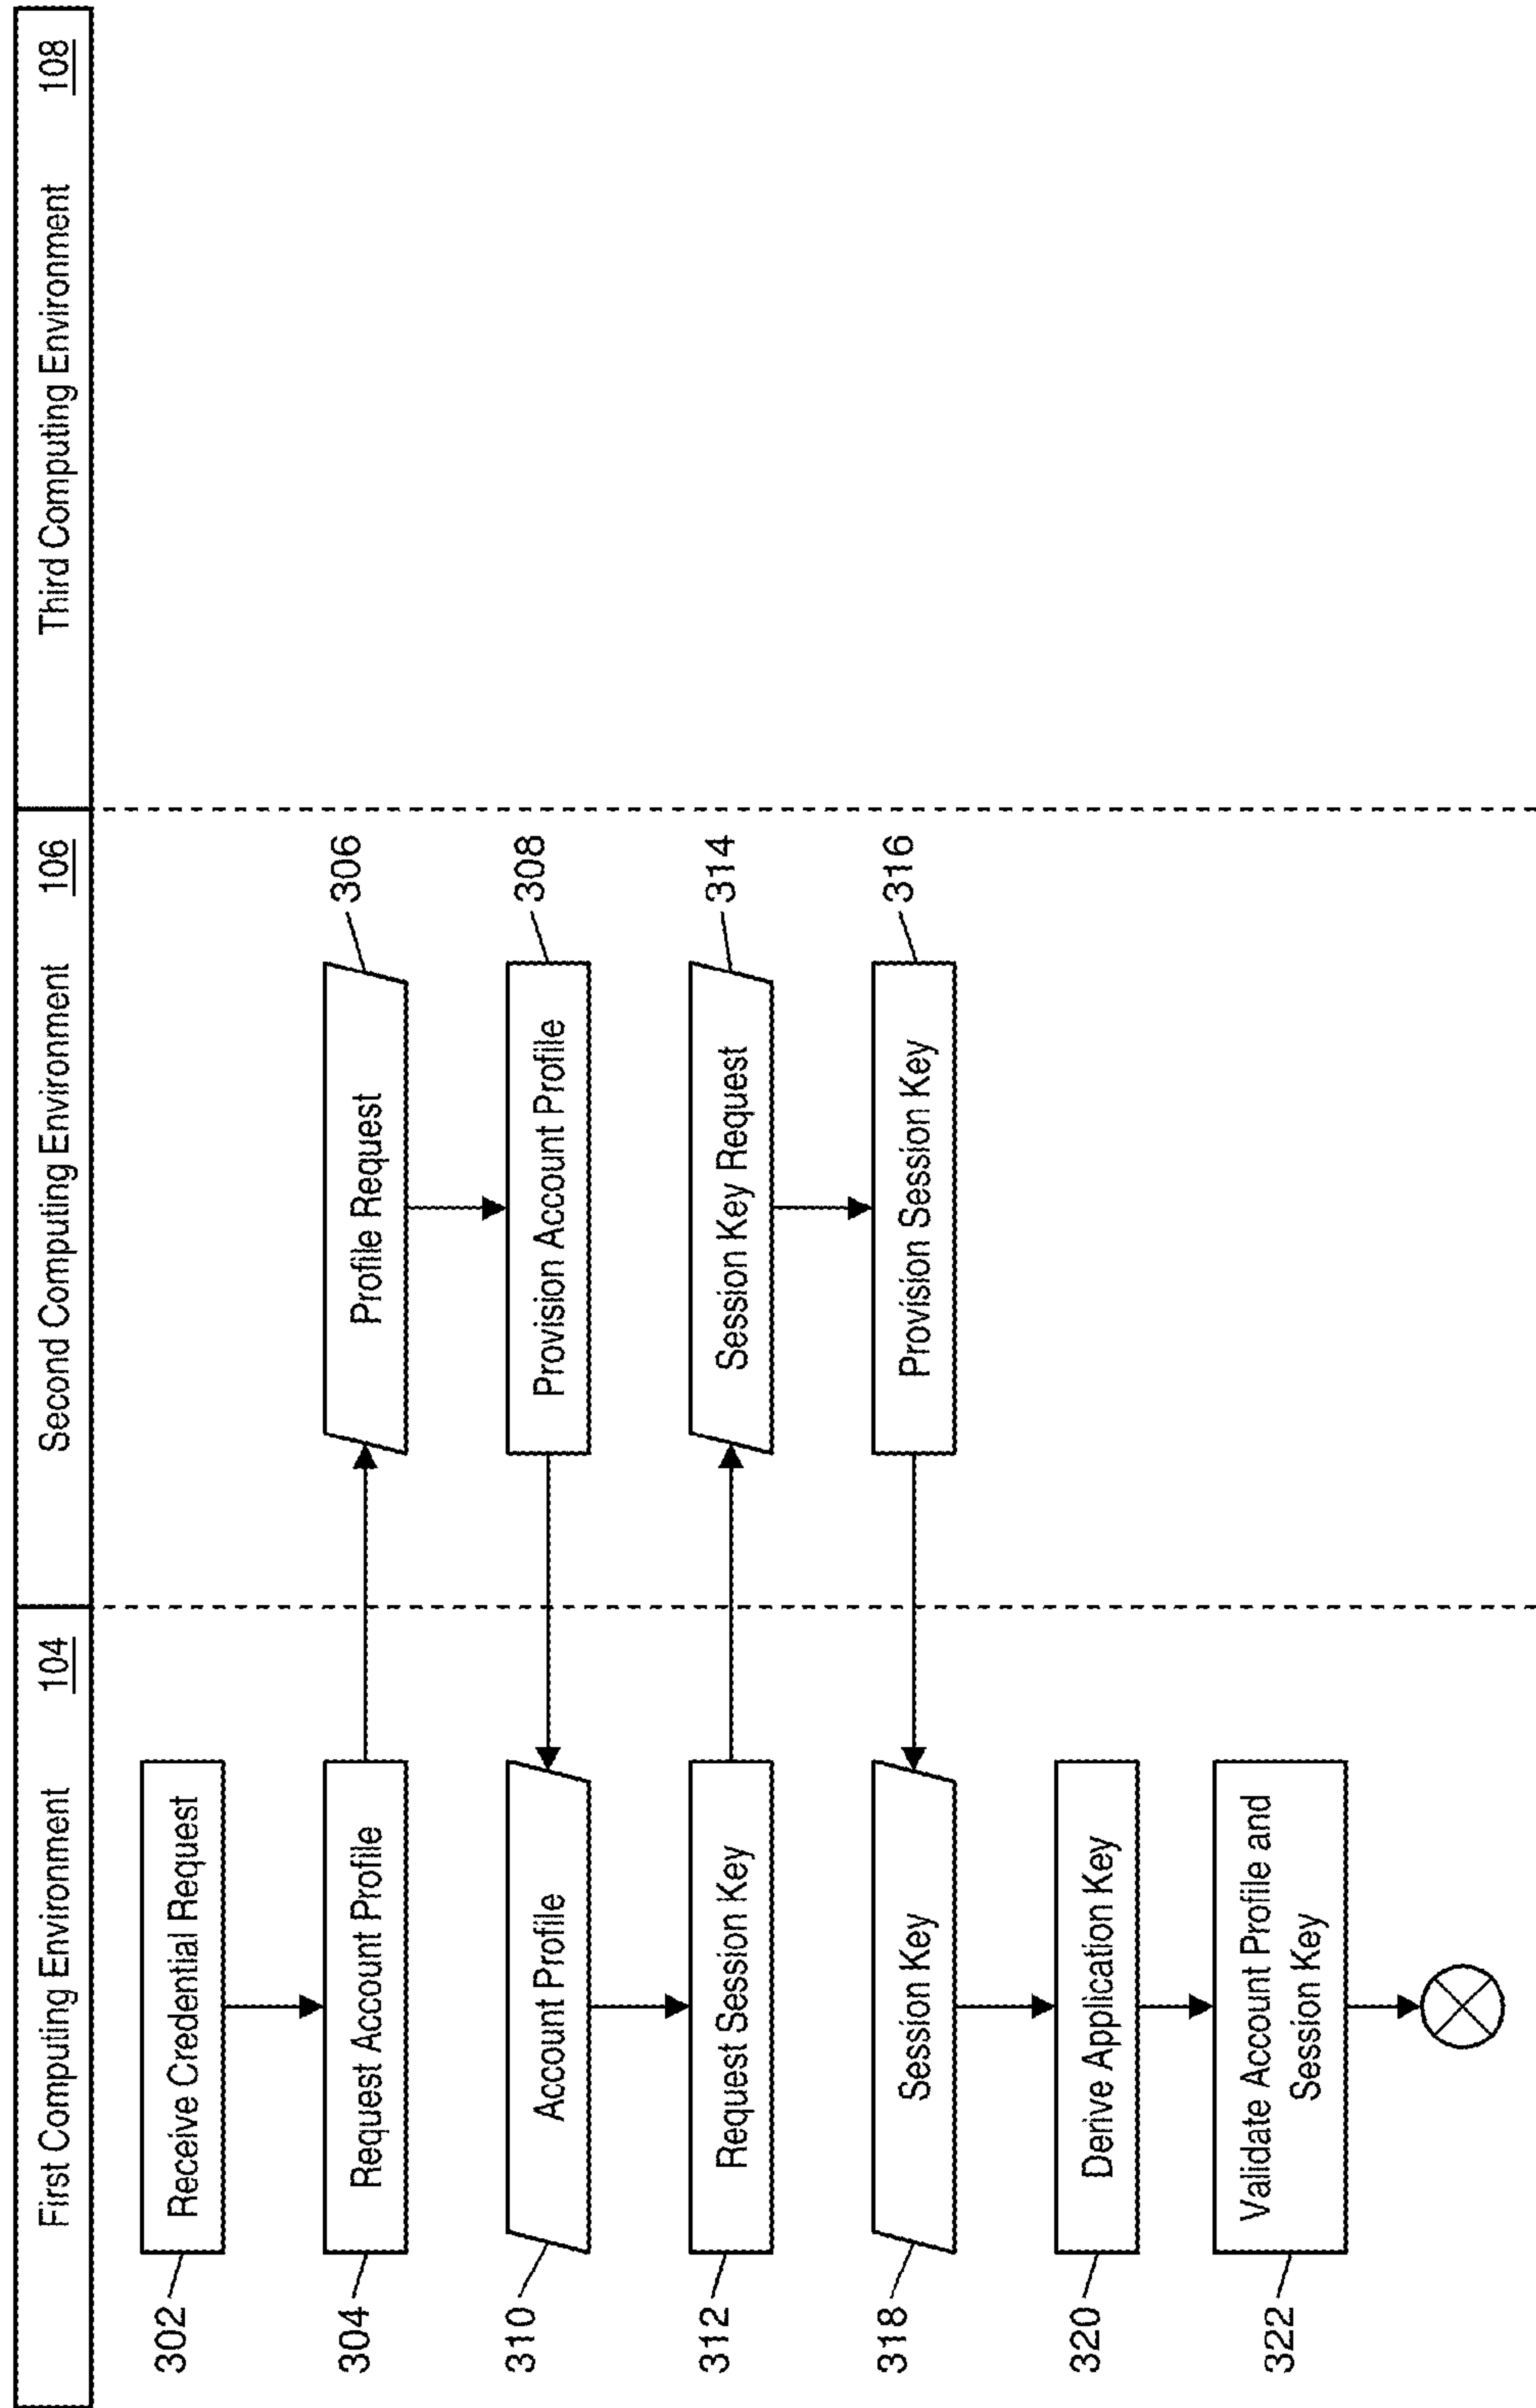 First Computing Environment 104
Second Computing Environment 106
Third Computing Environment 108
302
Receive Credential Request
304
Request Account Profile
Profile Request
306
Provision Account Profile
308
310
Account Profile
312
Request Session Key
Session Key Request
314
Provision Session Key
316
318
Session Key
320
Derive Application Key
322
Validate Account Profile and
Session Key